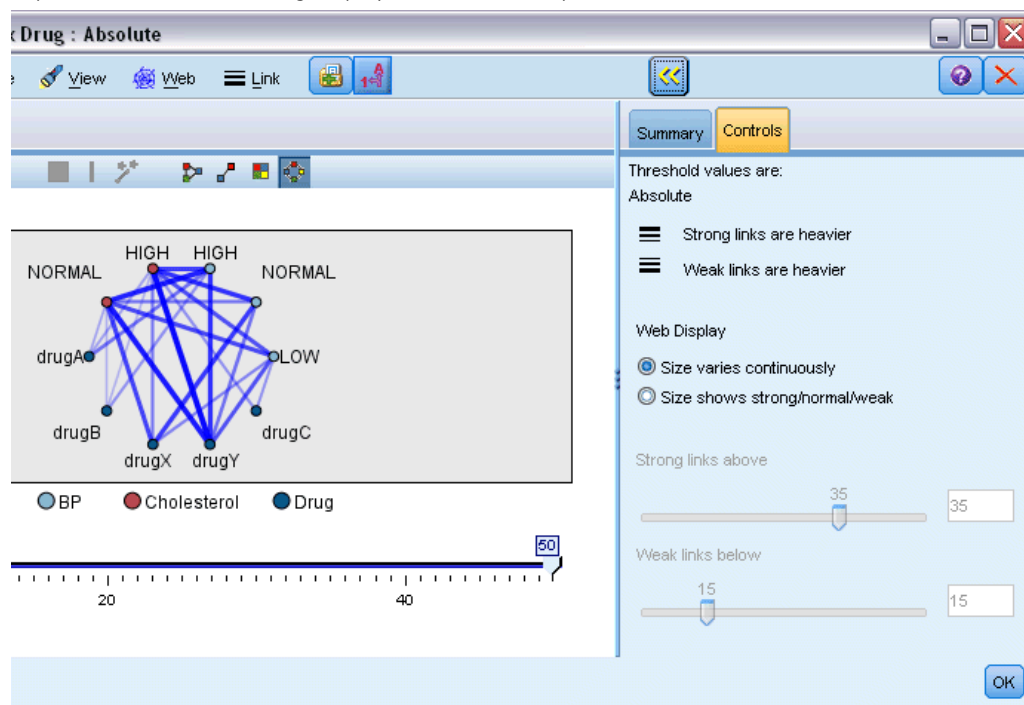 Drug : Absolute
View Web Link
Summary Controls
Threshold values are:
Absolute
Strong links are heavier
Weak links are heavier
Web Display
Size varies continuously
Size shows strong/normal/weak
Strong links above
35
35
Weak links below
15
15
OK
HIGH HIGH
NORMAL NORMAL
drugA LOW
drugB drugC
drugX drugY
BP Cholesterol Drug
50
20 40